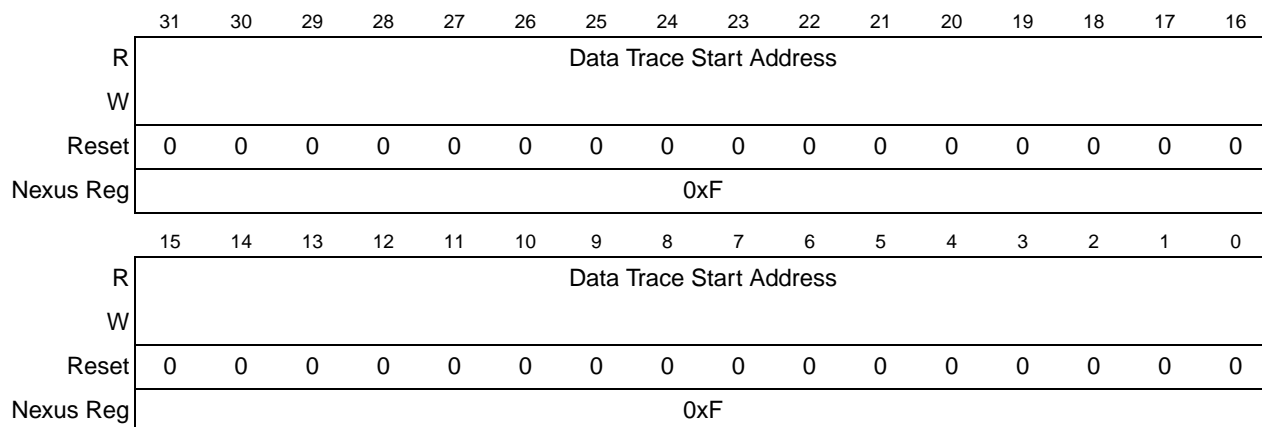 31 30 29 28 27 26 25 24 23 22 21 20 19 18 17 16
R Data Trace Start Address
W
Reset 0 0 0 0 0 0 0 0 0 0 0 0 0 0 0 0
Nexus Reg 0xF
15 14 13 12 11 10 9 8 7 6 5 4 3 2 1 0
R Data Trace Start Address
W
Reset 0 0 0 0 0 0 0 0 0 0 0 0 0 0 0 0
Nexus Reg 0xF